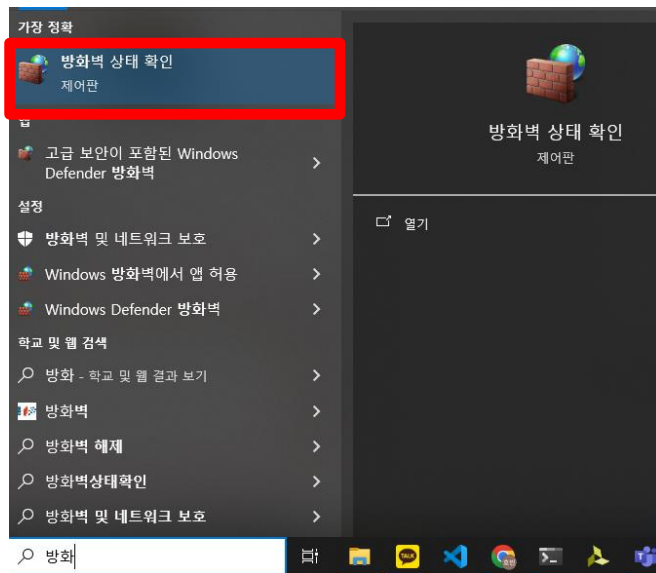 가장 정확
방화벽 상태 확인
제어판
방화벽 상태 확인
제어판
열기
앱
고급 보안이 포함된 Windows
Defender 방화벽
설정
방화벽 및 네트워크 보호
Windows 방화벽에서 앱 허용
Windows Defender 방화벽
학교 및 웹 검색
방화 - 학교 및 웹 결과 보기
방화벽
방화벽 해제
방화벽상태확인
방화벽 및 네트워크 보호
방화
TALK